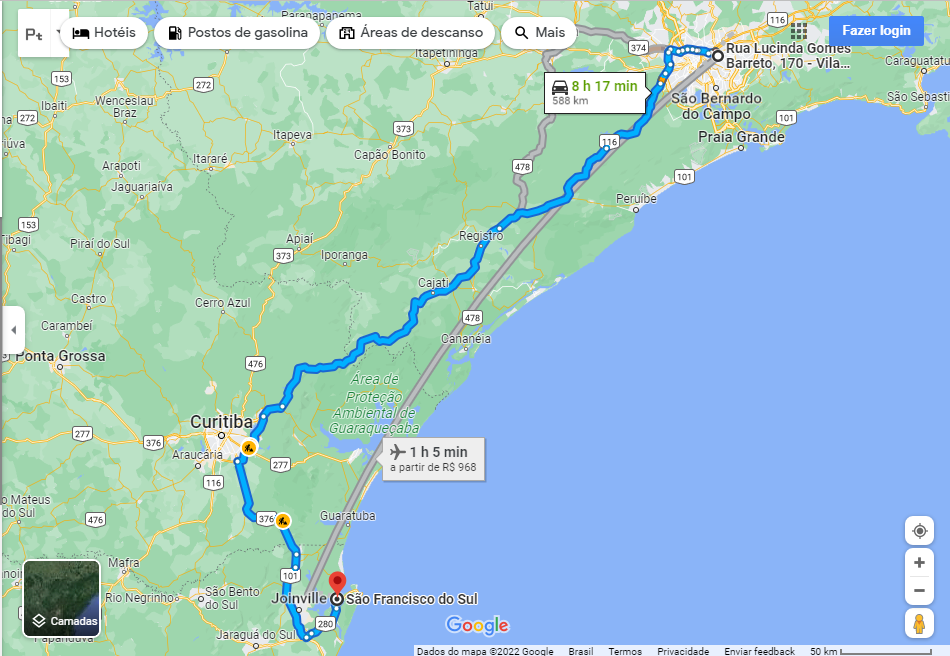 Pt
Hotéis
Postos de gasolina
Áreas de descanso
Mais
Fazer login
Paranapanema
Tatuí
116
374
Rua Lucinda Gomes
Barreto, 170 - Vila...
Caraguatatu
153
272
Itapetininga
8 h 17 min
588 km
São Bernardo
do Campo
São Sebasti
Ibaiti
Wenceslau
Braz
272
373
Itapeva
116
101
Praia Grande
Capão Bonito
Itararé
Arapoti
Jaguariaíva
478
101
Peruíbe
153
Tibagi
Piraí do Sul
Apiaí
373
Iporanga
Registro
Cajati
Castro
Cerro Azul
Carambeí
478
Cananéia
Ponta Grossa
476
Área de
Proteção
Ambiental de
Guaraqueçaba
Curitiba
277
376
Araucária
277
116
1 h 5 min
a partir de R$ 968
o Mateus
do Sul
476
376
Guaratuba
Mafra
101
Rio Negrinho
São Bento
do Sul
Joinville
São Francisco do Sul
280
Jaraguá do Sul
Papanduva
Camadas
Google
Dados do mapa ©2022 Google
Brasil
Termos
Privacidade
Enviar feedback
50 km